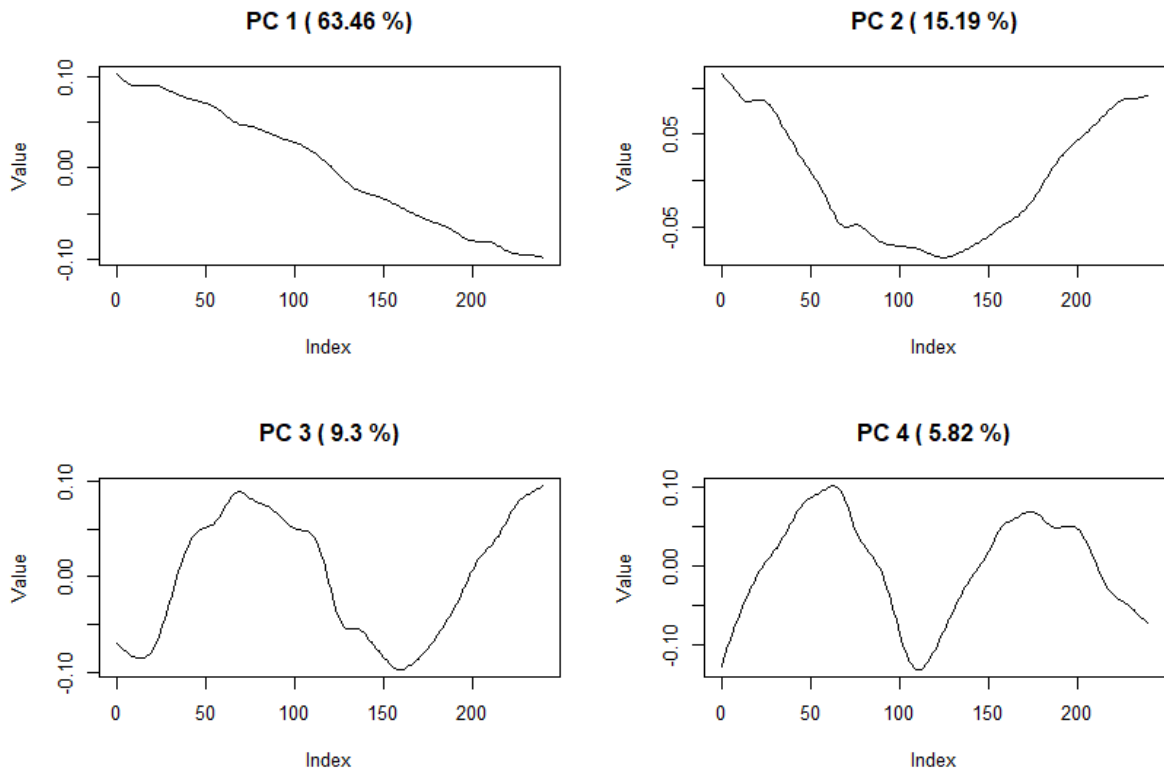 PC 1 ( 63.46 %)
Value
0.10
0.00
-0.10
0 50 100 150 200
Index
PC 2 ( 15.19 %)
Value
0.05
-0.05
0 50 100 150 200
Index
PC 3 ( 9.3 %)
Value
0.10
0.00
-0.10
0 50 100 150 200
Index
PC 4 ( 5.82 %)
Value
0.10
0.00
-0.10
0 50 100 150 200
Index